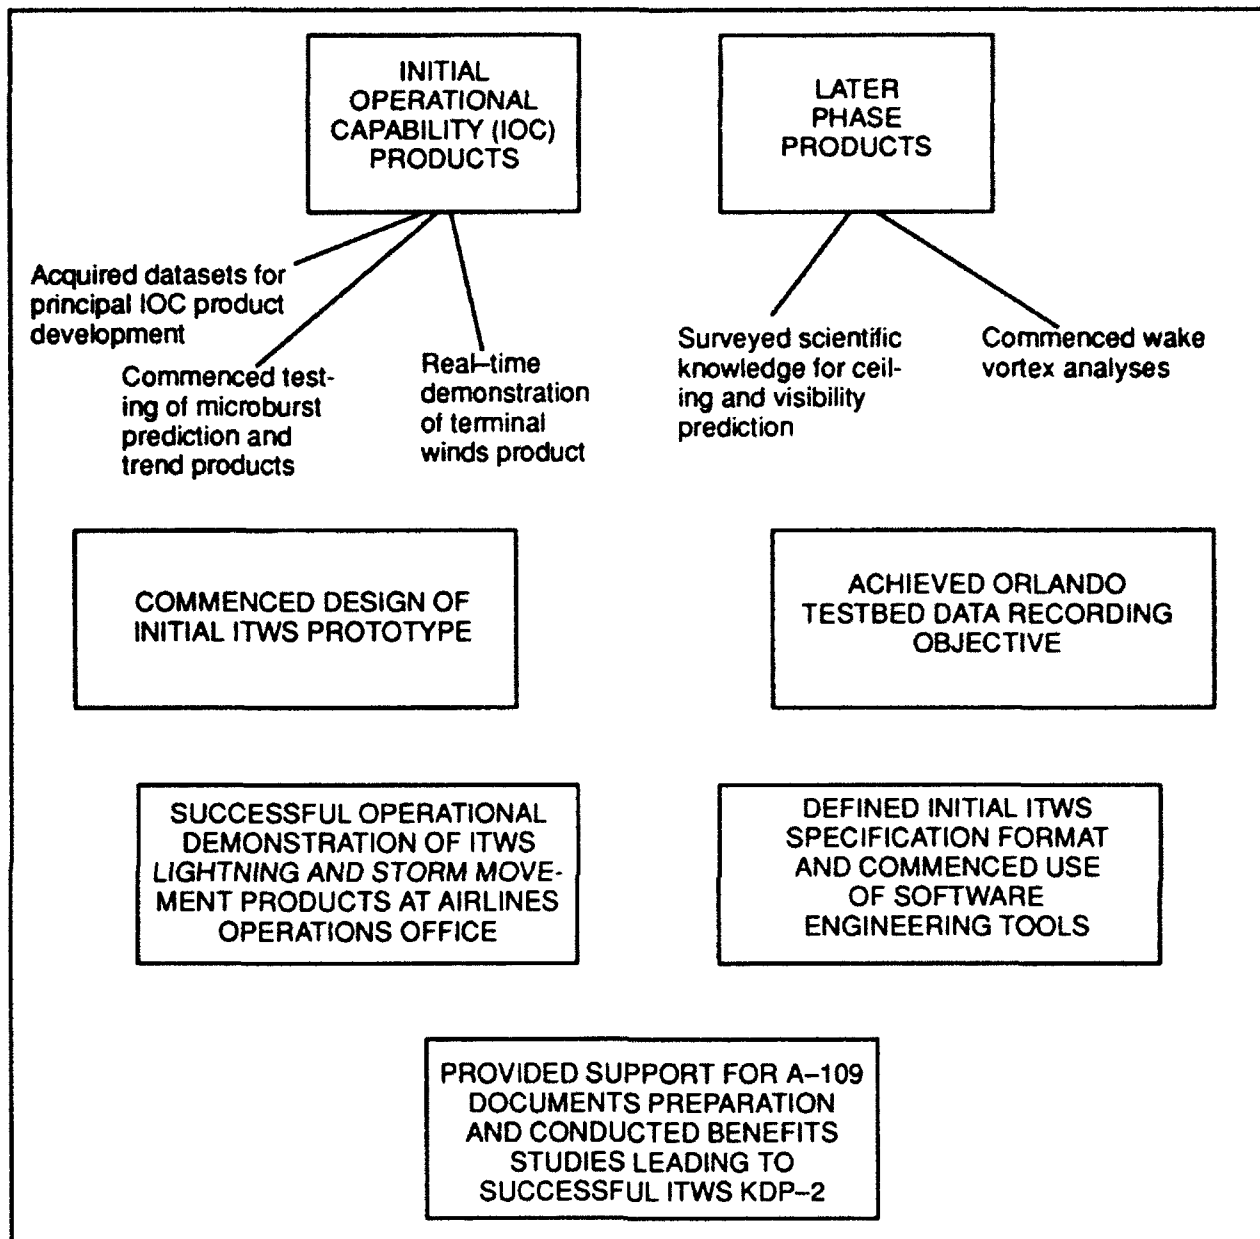 INITIAL
OPERATIONAL
CAPABILITY (IOC)
PRODUCTS
LATER
PHASE
PRODUCTS
Acquired datasets for
principal IOC product
development
Commenced test-
ing of microburst
prediction and
trend products
Real–time
demonstration
of terminal
winds product
Surveyed scientific
knowledge for ceil-
ing and visibility
prediction
Commenced wake
vortex analyses
COMMENCED DESIGN OF
INITIAL ITWS PROTOTYPE
ACHIEVED ORLANDO
TESTBED DATA RECORDING
OBJECTIVE
SUCCESSFUL OPERATIONAL
DEMONSTRATION OF ITWS
LIGHTNING AND STORM MOVE-
MENT PRODUCTS AT AIRLINES
OPERATIONS OFFICE
DEFINED INITIAL ITWS
SPECIFICATION FORMAT
AND COMMENCED USE
OF SOFTWARE
ENGINEERING TOOLS
PROVIDED SUPPORT FOR A–109
DOCUMENTS PREPARATION
AND CONDUCTED BENEFITS
STUDIES LEADING TO
SUCCESSFUL ITWS KDP–2